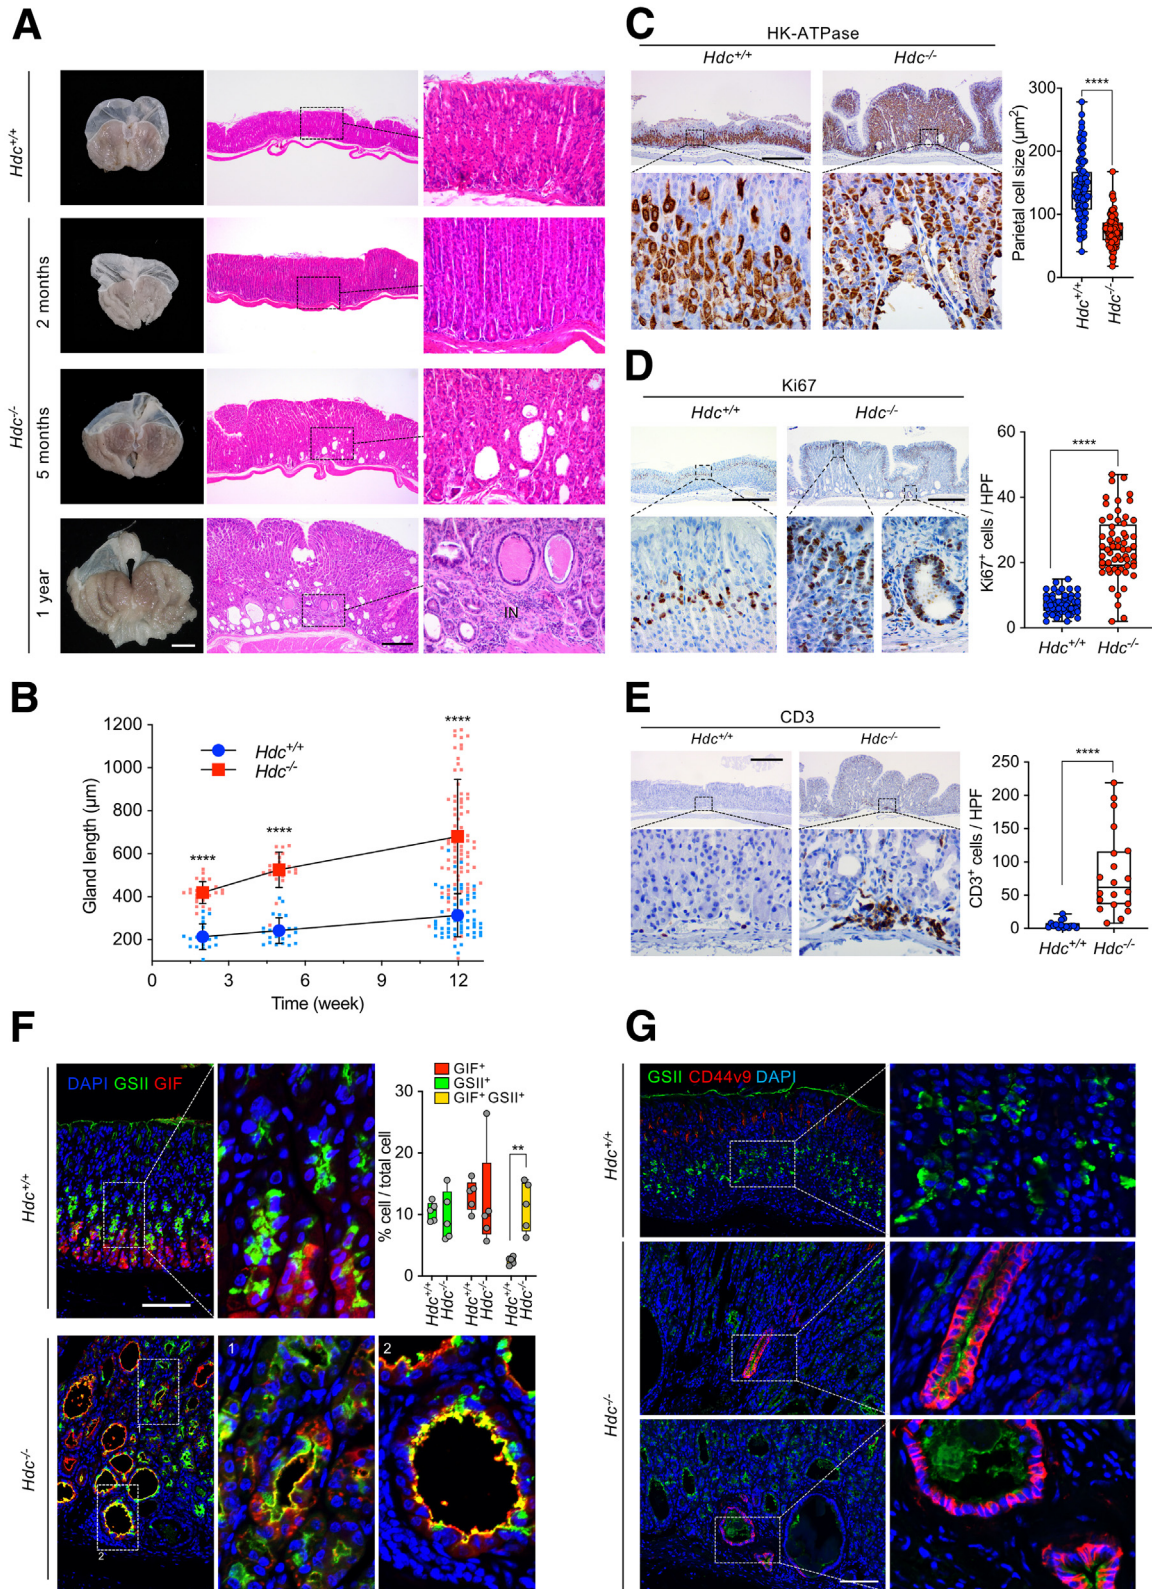 A
Hdc+/+
Hdc-/-
2 months
5 months
1 year
IN
B
Gland length (µm)
1200
1000
800
600
400
200
Hdc+/+
Hdc-/-
****
****
****
0
3
6
9
12
Time (week)
C
HK-ATPase
Hdc+/+
Hdc-/-
Parietal cell size (µm2)
300
200
100
0
****
Hdc+/+
Hdc-/-
D
Ki67
Hdc+/+
Hdc-/-
Ki67+ cells / HPF
60
40
20
0
****
Hdc+/+
Hdc-/-
E
CD3
Hdc+/+
Hdc-/-
CD3+ cells / HPF
250
200
150
100
50
0
****
Hdc+/+
Hdc-/-
F
DAPI GSII GIF
Hdc+/+
Hdc-/-
GIF+
GSII+
GIF+ GSII+
% cell / total cell
30
20
10
0
**
Hdc+/+
Hdc-/-
Hdc+/+
Hdc-/-
Hdc+/+
Hdc-/-
1
2
2
G
GSII CD44v9 DAPI
Hdc+/+
Hdc-/-